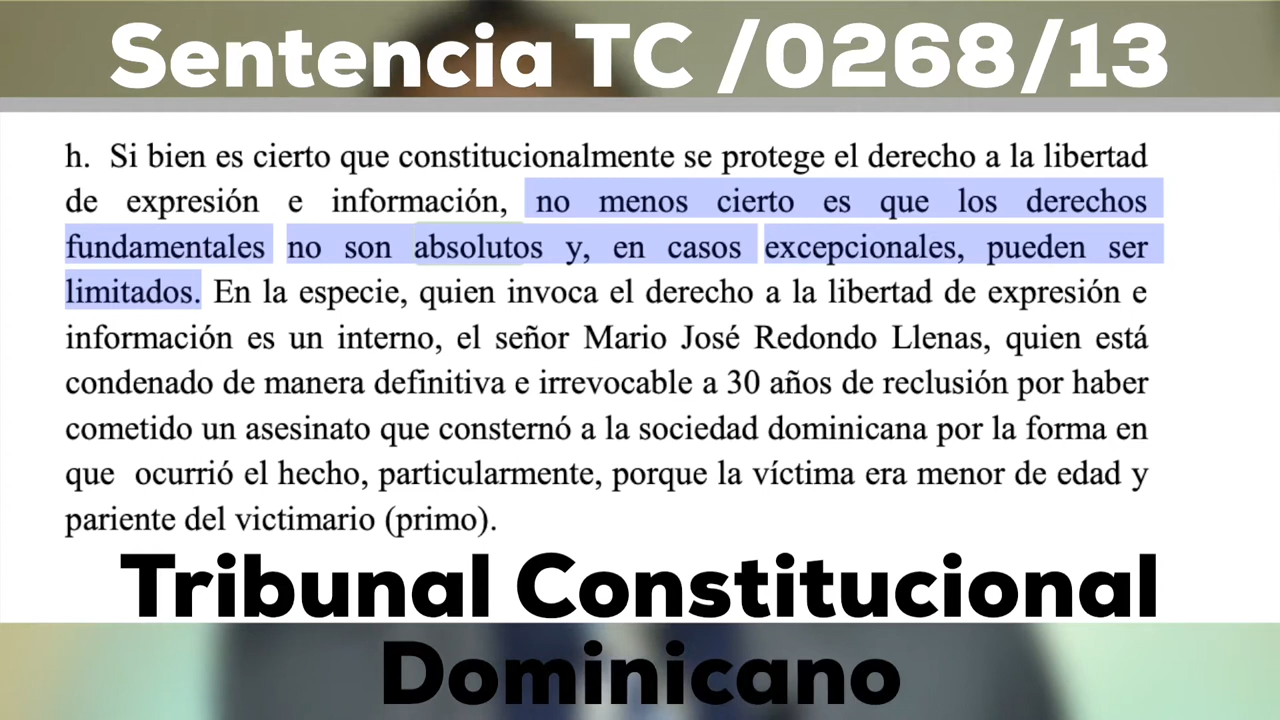 Sentencia TC /0268/13
h. Si bien es cierto que constitucionalmente se protege el derecho a la libertad
de expresión e información, no menos cierto es que los derechos
fundamentales no son absolutos y, en casos excepcionales, pueden ser
limitados. En la especie, quien invoca el derecho a la libertad de expresión e
información es un interno, el señor Mario José Redondo Llenas, quien está
condenado de manera definitiva e irrevocable a 30 años de reclusión por haber
cometido un asesinato que consternó a la sociedad dominicana por la forma en
que ocurrió el hecho, particularmente, porque la víctima era menor de edad y
pariente del victimario (primo).
Tribunal Constitucional
Dominicano